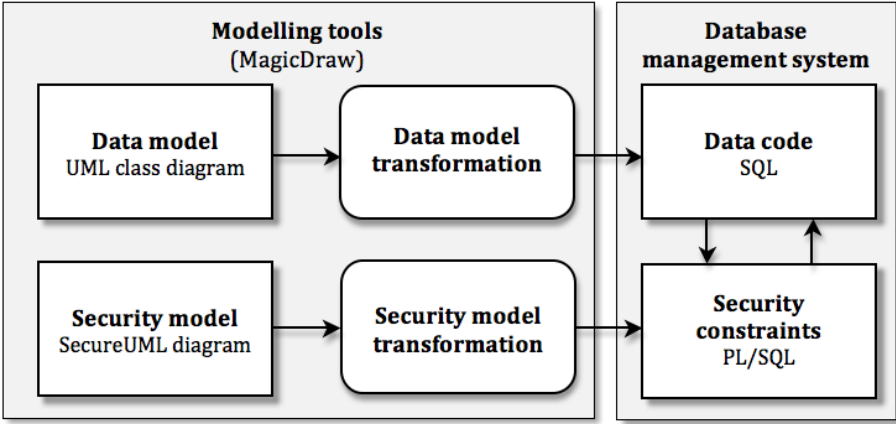 Modelling tools
(MagicDraw)
Data model
UML class diagram
Data model
transformation
Security model
SecureUML diagram
Security model
transformation
Database
management system
Data code
SQL
Security
constraints
PL/SQL